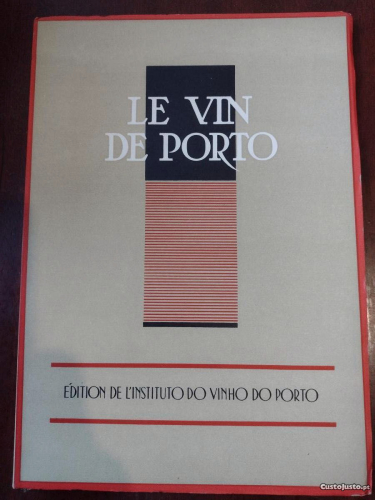 LE VIN
DE PORTO
ÉDITION DE L'INSTITUTO DO VINHO DO PORTO
CustoJusto.pt